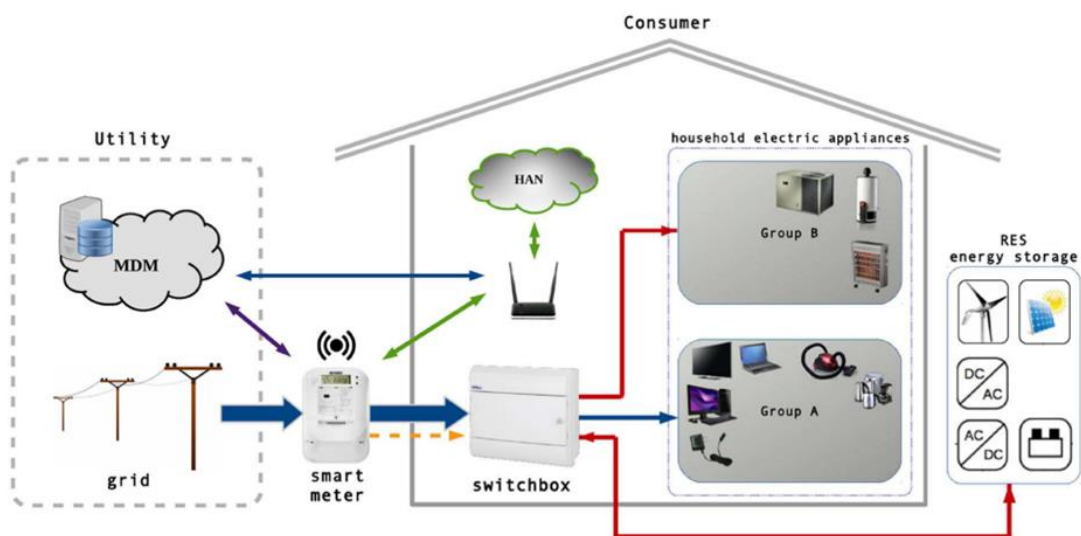 Consumer
Utility
household electric appliances
HAN
MDM
Group B
RES
energy storage
DC
AC
Group A
AC
DC
grid
smart
meter
switchbox